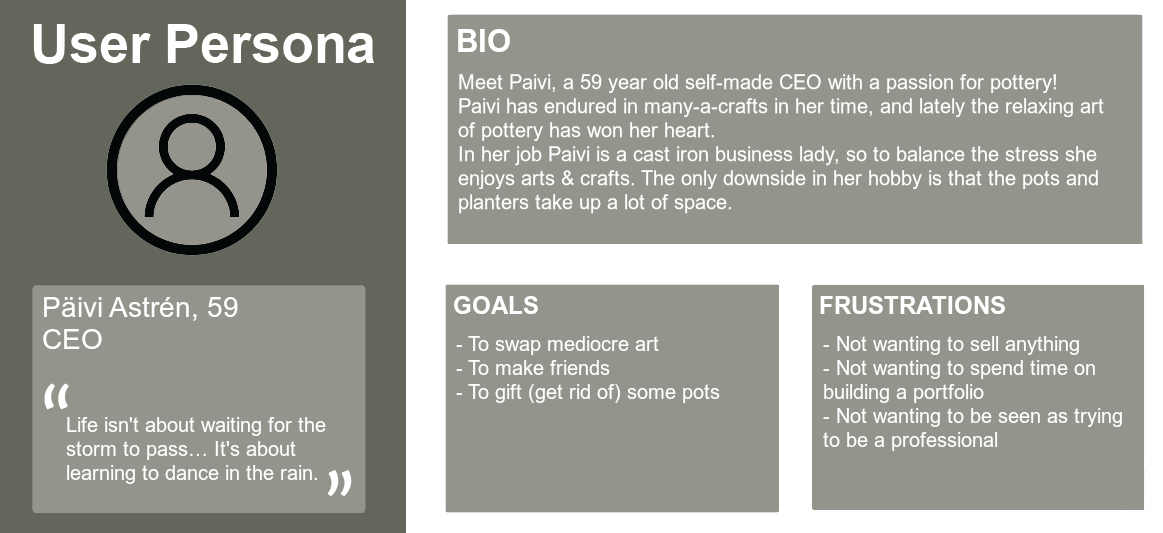 User Persona
Päivi Astrén, 59
CEO
“
Life isn't about waiting for the
storm to pass… It's about
learning to dance in the rain.
”
BIO
Meet Paivi, a 59 year old self-made CEO with a passion for pottery!
Paivi has endured in many-a-crafts in her time, and lately the relaxing art
of pottery has won her heart.
In her job Paivi is a cast iron business lady, so to balance the stress she
enjoys arts & crafts. The only downside in her hobby is that the pots and
planters take up a lot of space.
GOALS
- To swap mediocre art
- To make friends
- To gift (get rid of) some pots
FRUSTRATIONS
- Not wanting to sell anything
- Not wanting to spend time on
building a portfolio
- Not wanting to be seen as trying
to be a professional